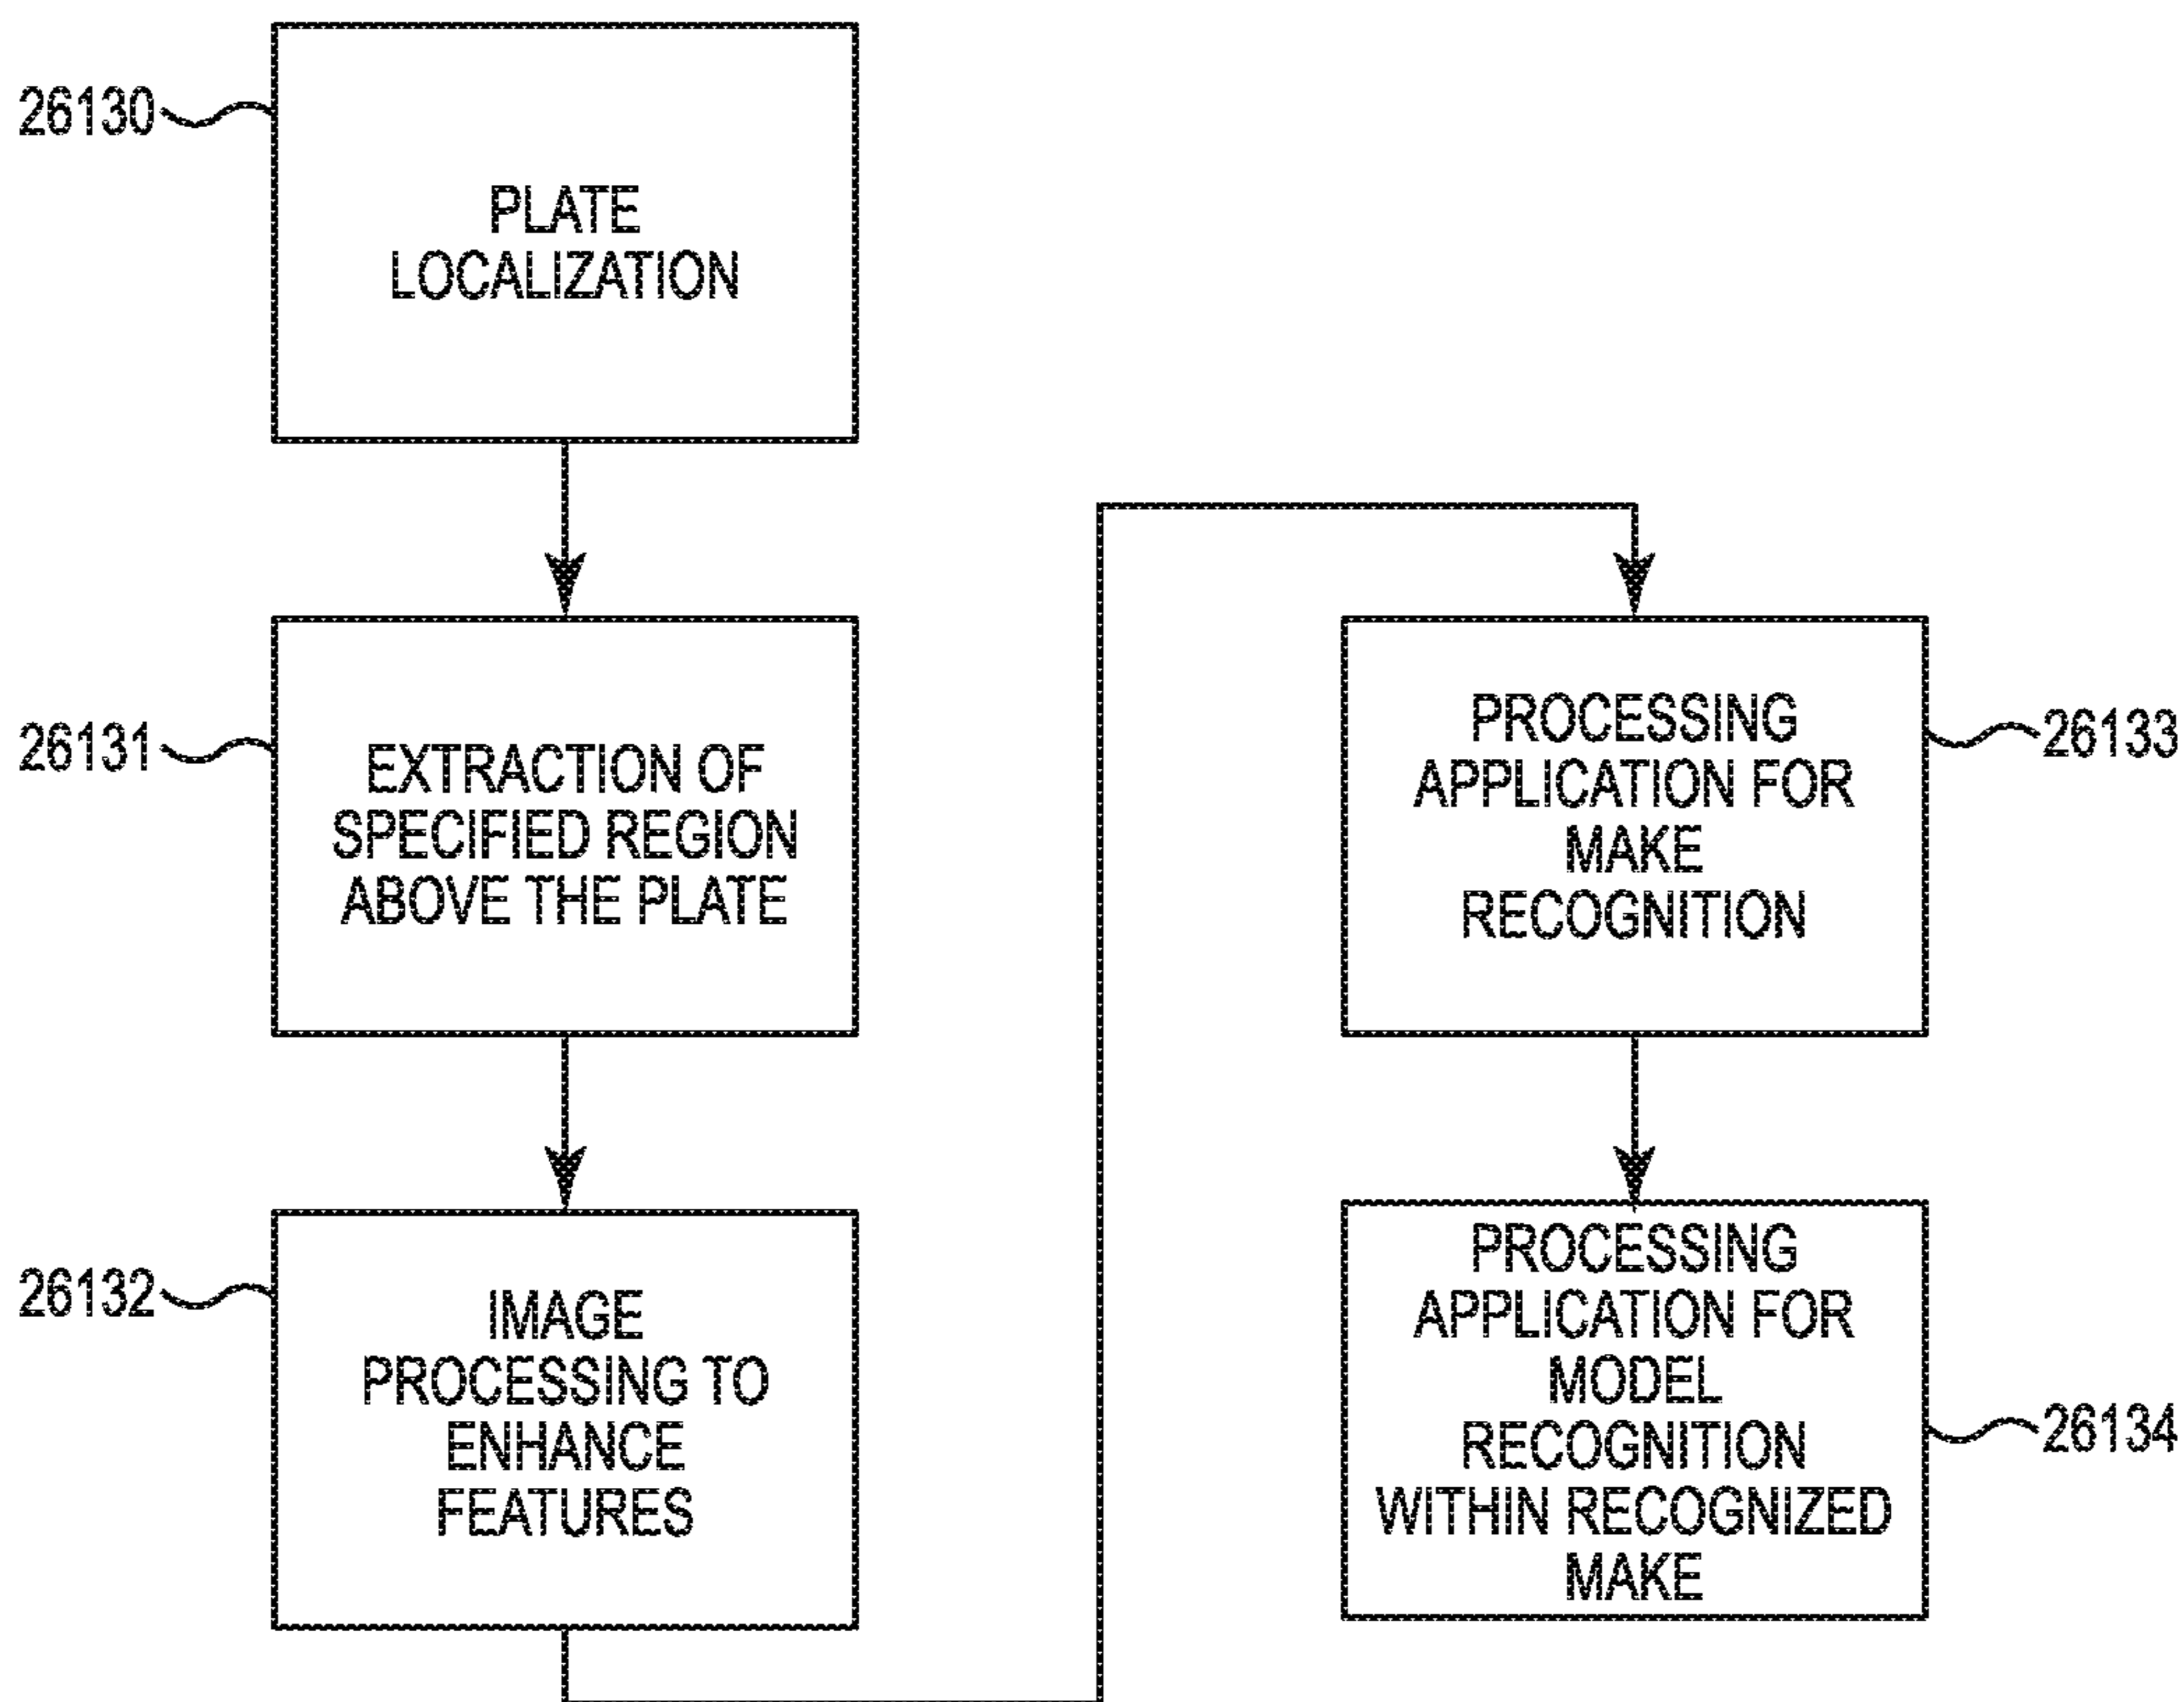 26130
PLATE
LOCALIZATION
26131
EXTRACTION OF
SPECIFIED REGION
ABOVE THE PLATE
26132
IMAGE
PROCESSING TO
ENHANCE
FEATURES
PROCESSING
APPLICATION FOR
MAKE
RECOGNITION
26133
PROCESSING
APPLICATION FOR
MODEL
RECOGNITION
WITHIN RECOGNIZED
MAKE
26134